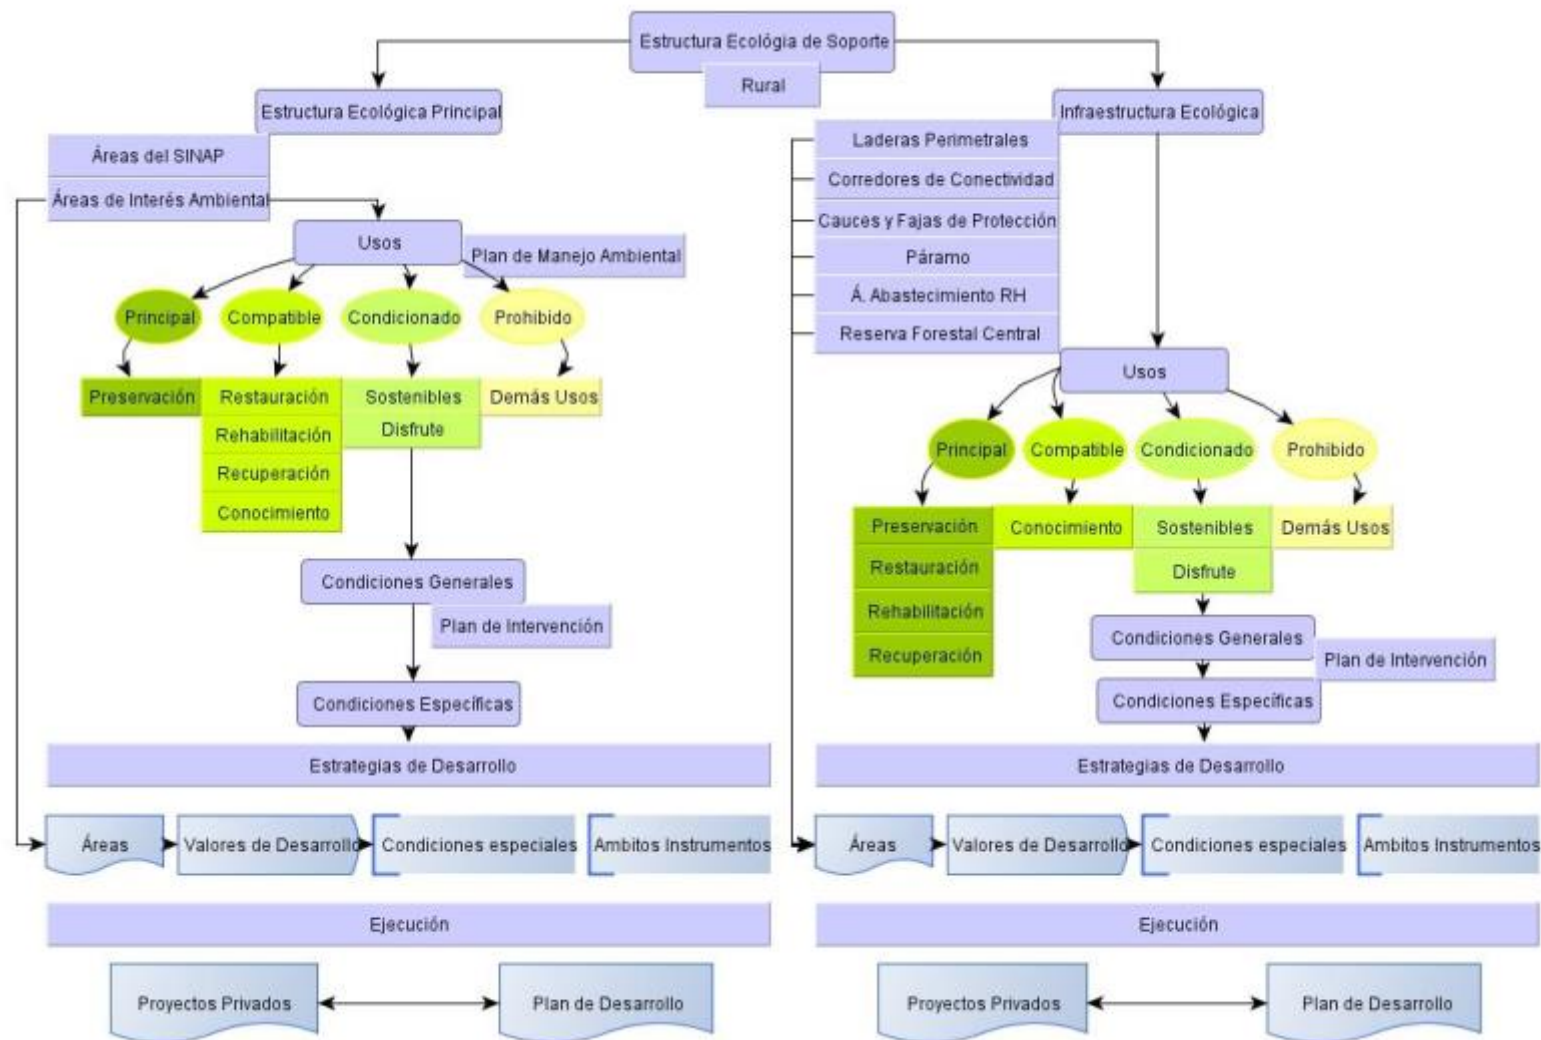 Estructura Ecológia de Soporte
Rural
Estructura Ecológica Principal
Áreas del SINAP
Áreas de Interés Ambiental
Usos
Plan de Manejo Ambiental
Principal
Compatible
Condicionado
Prohibido
Preservación
Restauración
Rehabilitación
Recuperación
Conocimiento
Sostenibles
Disfrute
Demás Usos
Condiciones Generales
Plan de Intervención
Condiciones Específicas
Estrategias de Desarrollo
Áreas
Valores de Desarrollo
Condiciones especiales
Ambitos Instrumentos
Ejecución
Proyectos Privados
Plan de Desarrollo
Infraestructura Ecológica
Laderas Perimetrales
Corredores de Conectividad
Cauces y Fajas de Protección
Páramo
Á. Abastecimiento RH
Reserva Forestal Central
Usos
Principal
Compatible
Condicionado
Prohibido
Preservación
Restauración
Rehabilitación
Recuperación
Conocimiento
Sostenibles
Disfrute
Demás Usos
Condiciones Generales
Plan de Intervención
Condiciones Específicas
Estrategias de Desarrollo
Áreas
Valores de Desarrollo
Condiciones especiales
Ambitos Instrumentos
Ejecución
Proyectos Privados
Plan de Desarrollo